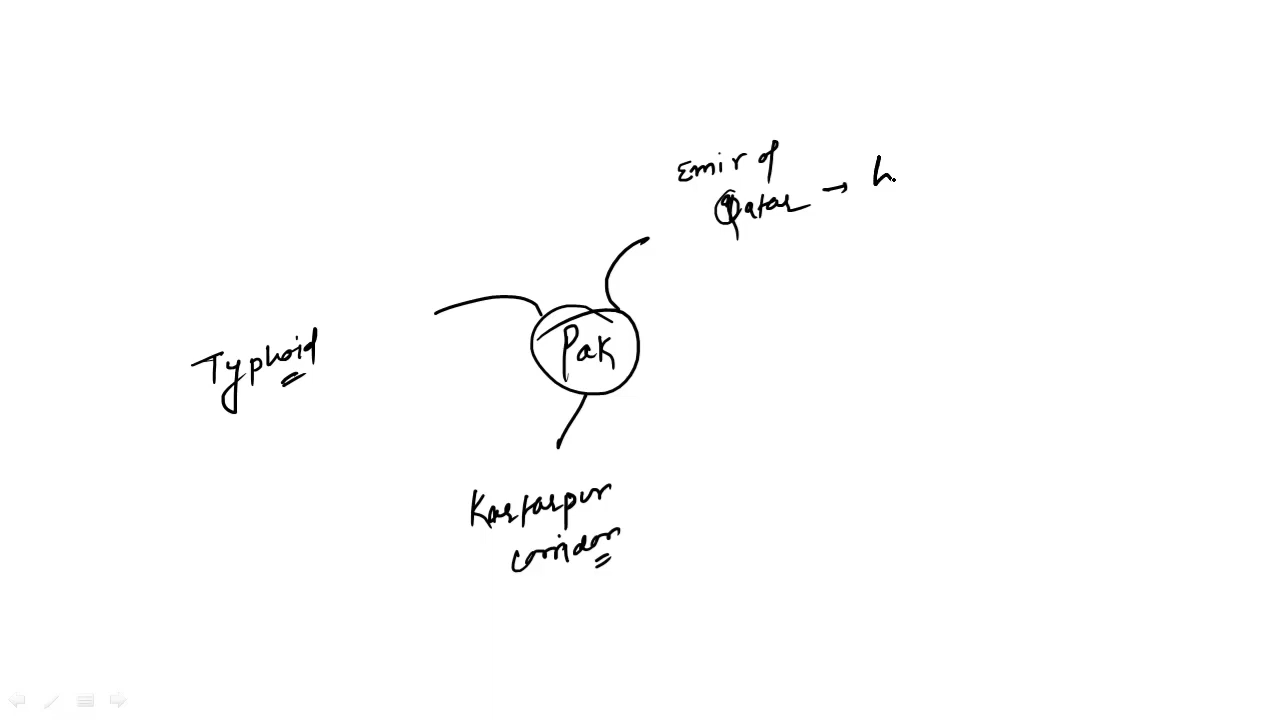 Emir of
Qatar → h
Pak
Typhoid
Kartarpur
corridor